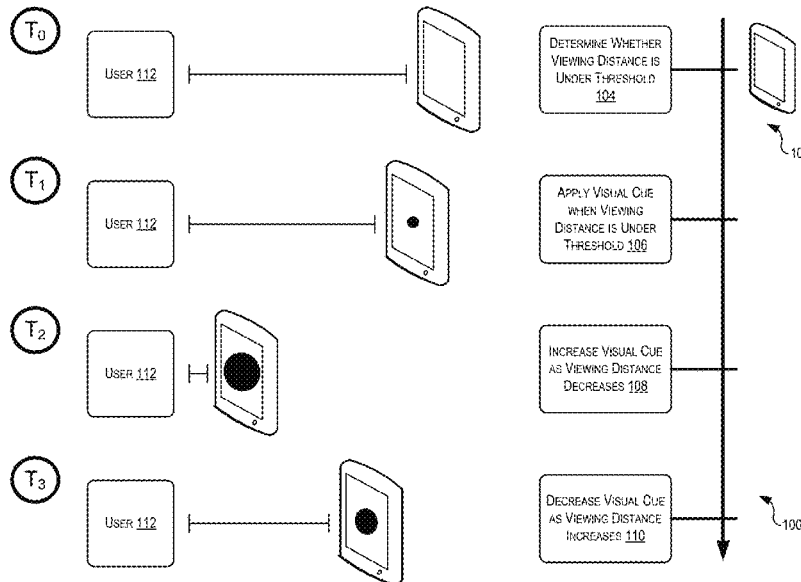 T0
USER 112
DETERMINE WHETHER
VIEWING DISTANCE IS
UNDER THRESHOLD
104
10
T1
USER 112
APPLY VISUAL CUE
WHEN VIEWING
DISTANCE IS UNDER
THRESHOLD 106
T2
USER 112
INCREASE VISUAL CUE
AS VIEWING DISTANCE
DECREASES 108
T3
USER 112
DECREASE VISUAL CUE
AS VIEWING DISTANCE
INCREASES 110
100